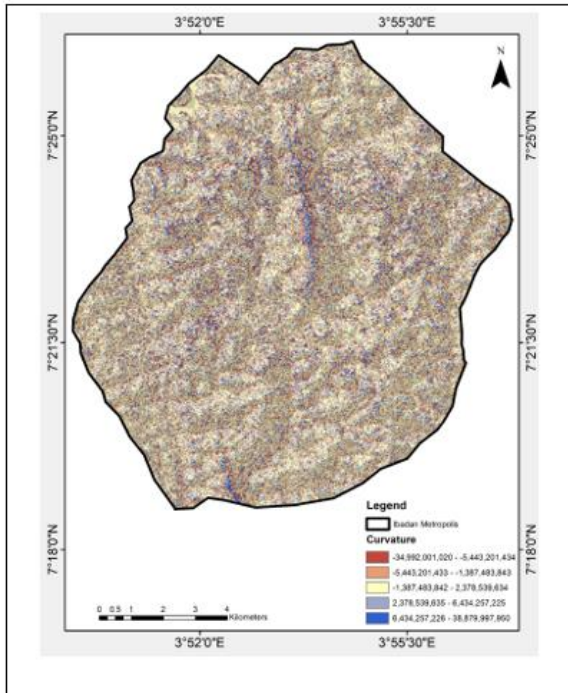 3°52'0"E 3°55'30"E
N
7°25'0"N 7°25'0"N
7°21'30"N 7°21'30"N
7°18'0"N 7°18'0"N
Legend
Ibadan Metropolis
Curvature
-34,992,001,020 - -5,443,201,434
-5,443,201,433 - -1,387,483,843
-1,387,483,842 - 2,378,539,634
2,378,539,635 - 6,434,257,225
6,434,257,226 - 38,879,997,950
0 0.5 1 2 3 4
Kilometers
3°52'0"E 3°55'30"E